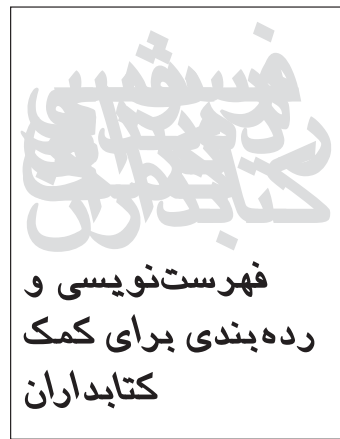 فهرست‌نویسی و
رده‌بندی برای کمک
کتابداران